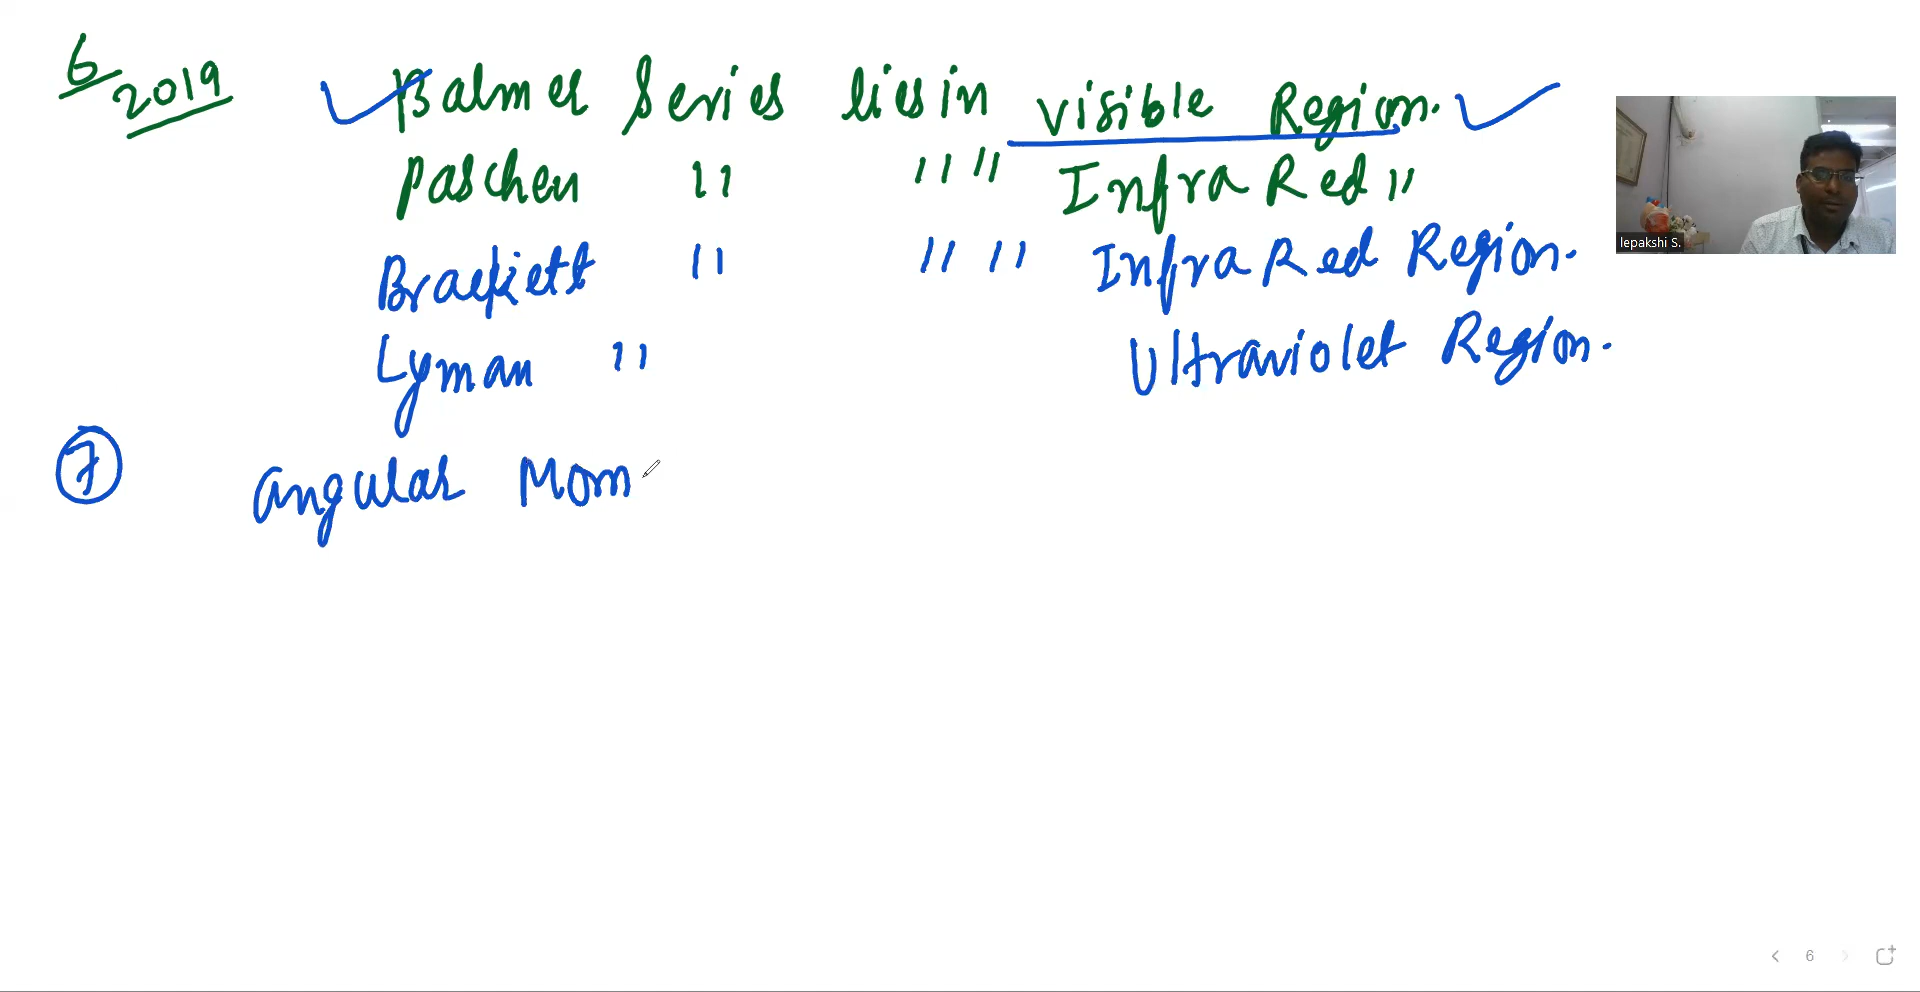 6/2019
Balmer Series lies in visible Region.
Paschen " " " Infra Red "
Brackett " " " Infra Red Region.
Lyman " Ultraviolet Region.
7 angular Mom
lepakshi S.
6